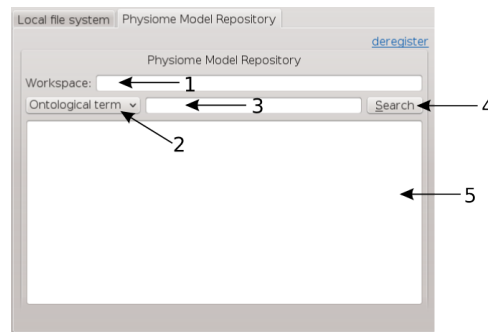 Local file system Physiome Model Repository
deregister
Physiome Model Repository
Workspace: 1
Ontological term 3 Search 4
2
5